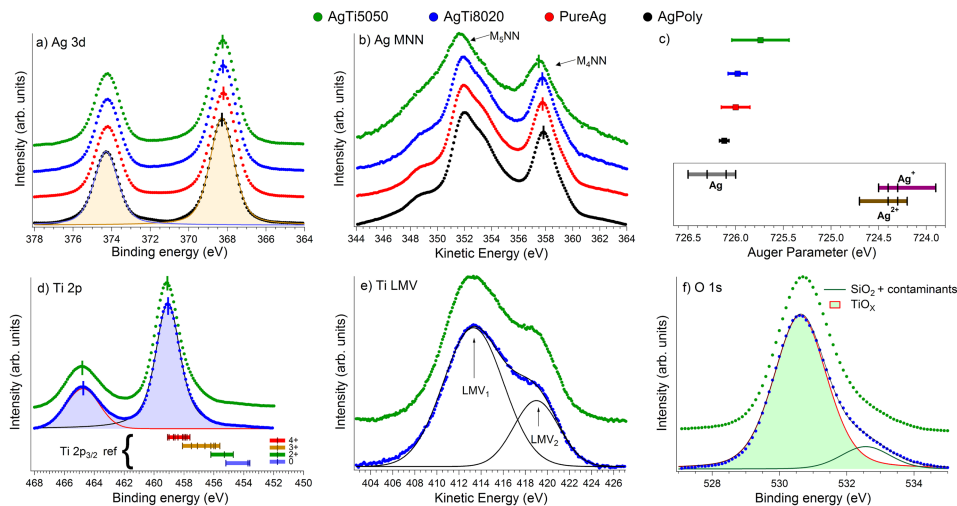 AgTi5050 AgTi8020 PureAg AgPoly
a) Ag 3d
Intensity (arb. units)
378 376 374 372 370 368 366 364
Binding energy (eV)
b) Ag MNN
M₅NN
M₄NN
Intensity (arb. units)
344 346 348 350 352 354 356 358 360 362 364
Kinetic Energy (eV)
c)
Ag
Ag⁺
Ag²⁺
726.5 726.0 725.5 725.0 724.5 724.0
Auger Parameter (eV)
d) Ti 2p
Intensity (arb. units)
Ti 2p₃/₂ ref {
4+
3+
2+
0
468 466 464 462 460 458 456 454 452 450
Binding energy (eV)
e) Ti LMV
Intensity (arb. units)
LMV₁
LMV₂
404 406 408 410 412 414 416 418 420 422 424 426
Kinetic Energy (eV)
f) O 1s
SiO₂ + contaminants
TiOₓ
Intensity (arb. units)
528 530 532 534
Binding energy (eV)